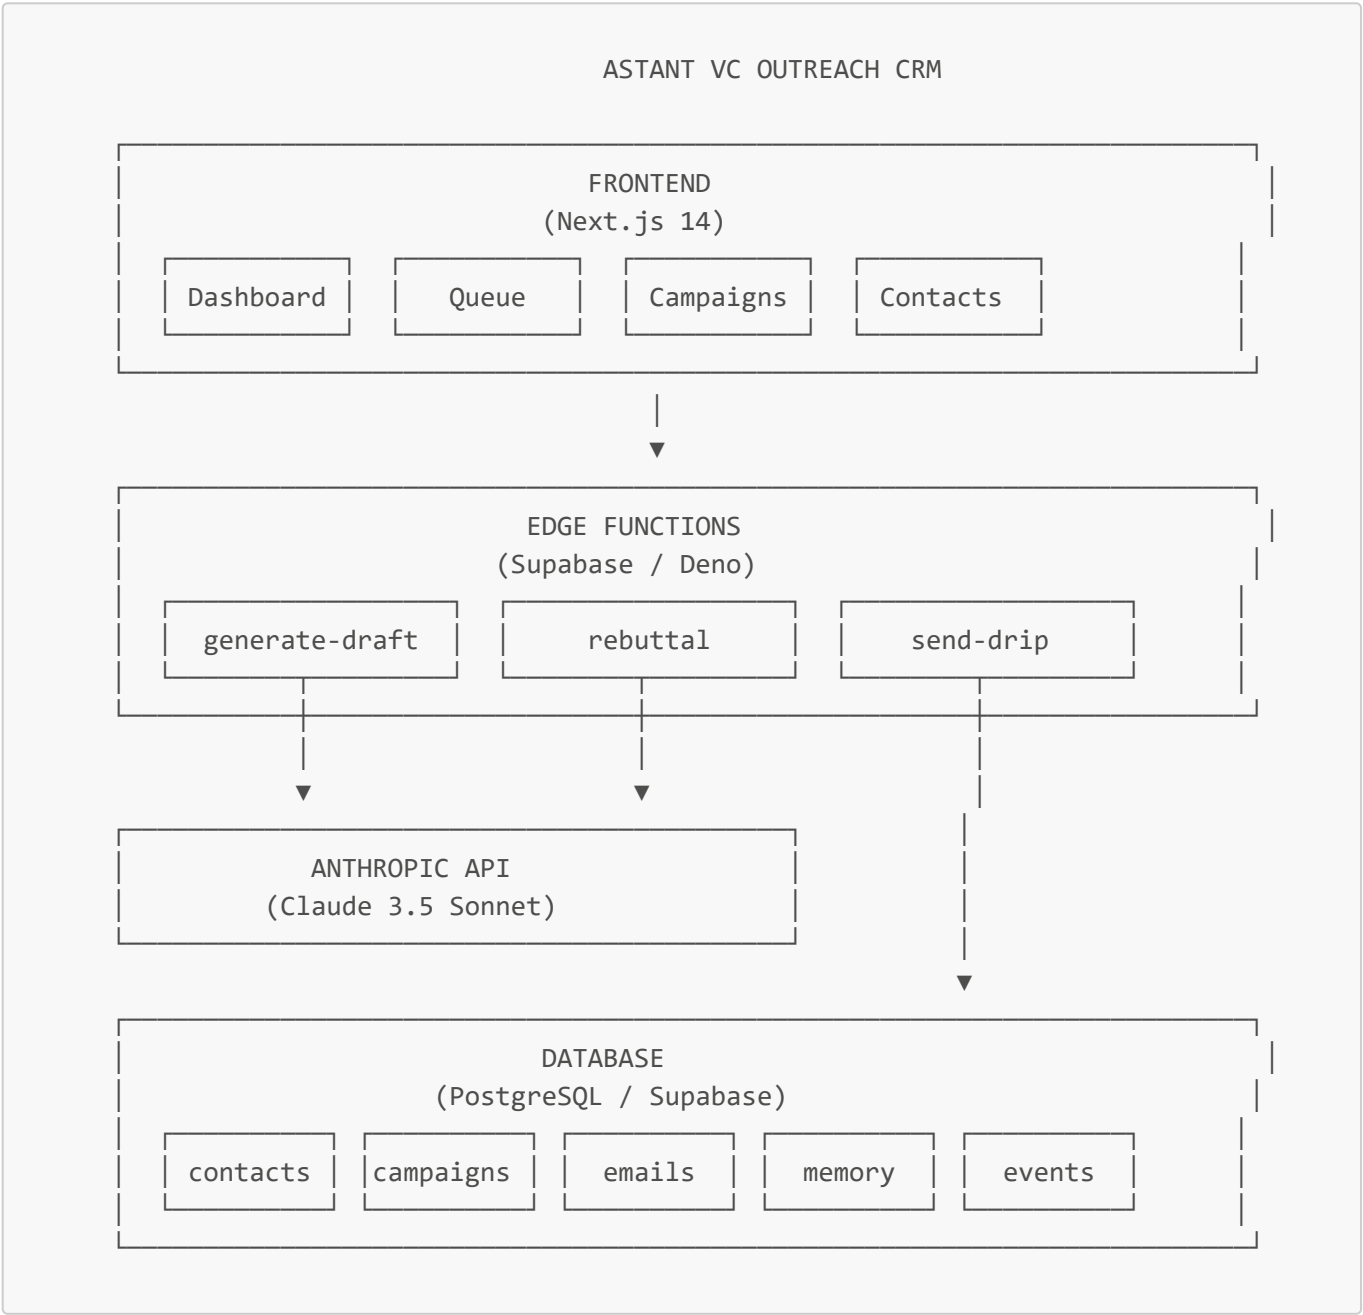 ASTANT VC OUTREACH CRM
FRONTEND
(Next.js 14)
Dashboard Queue Campaigns Contacts
EDGE FUNCTIONS
(Supabase / Deno)
generate-draft rebuttal send-drip
ANTHROPIC API
(Claude 3.5 Sonnet)
DATABASE
(PostgreSQL / Supabase)
contacts campaigns emails memory events